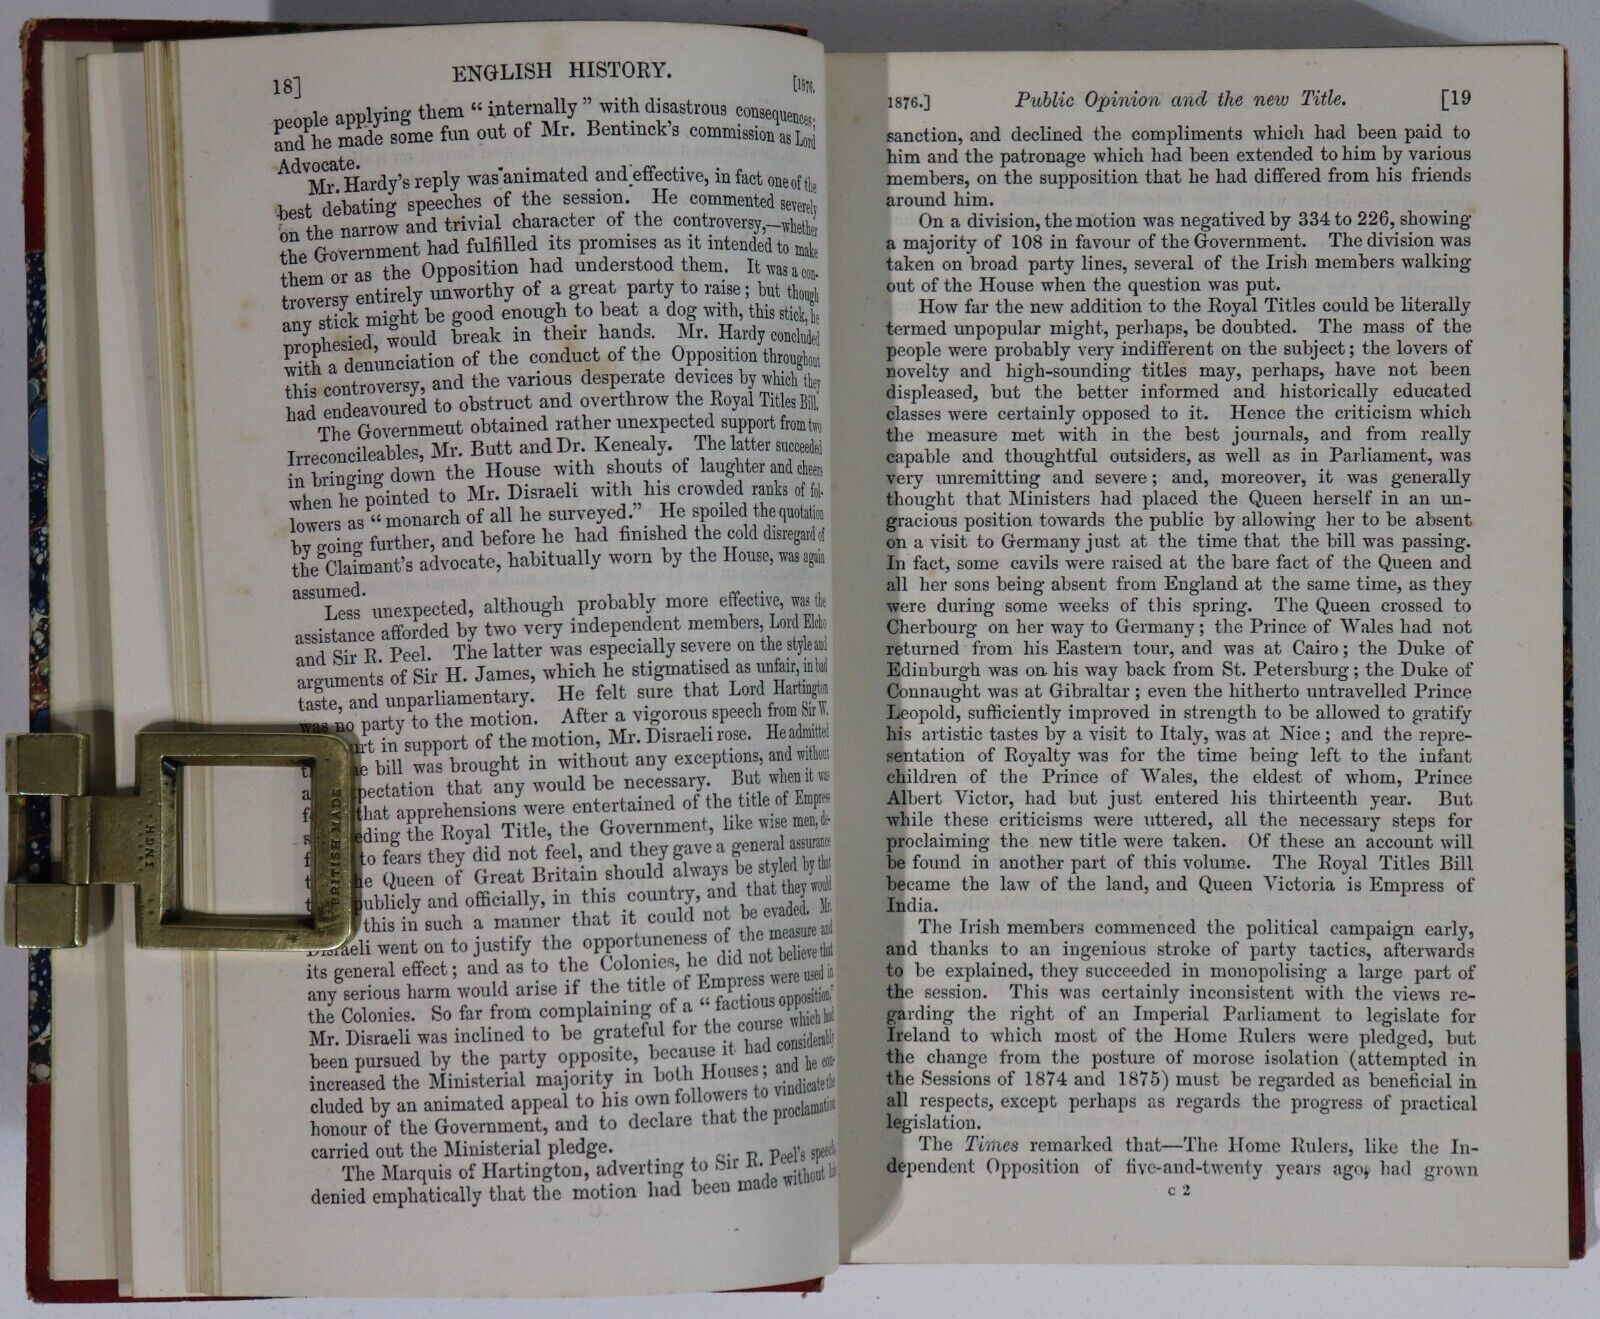 18] ENGLISH HISTORY. [1876.
people applying them “ internally ” with disastrous consequences;
and he made some fun out of Mr. Bentinck's commission as Lord
Advocate.
Mr. Hardy's reply was animated and effective, in fact one of the
best debating speeches of the session. He commented severely
on the narrow and trivial character of the controversy,—whether
the Government had fulfilled its promises as it intended to make
them or as the Opposition had understood them. It was a con-
troversy entirely unworthy of a great party to raise ; but though
any stick might be good enough to beat a dog with, this stick, he
prophesied, would break in their hands. Mr. Hardy concluded
with a denunciation of the conduct of the Opposition throughout
this controversy, and the various desperate devices by which they
had endeavoured to obstruct and overthrow the Royal Titles Bill.
The Government obtained rather unexpected support from two
Irreconcileables, Mr. Butt and Dr. Kenealy. The latter succeeded
in bringing down the House with shouts of laughter and cheers
when he pointed to Mr. Disraeli with his crowded ranks of fol-
lowers as “ monarch of all he surveyed.” He spoiled the quotation
by going further, and before he had finished the cold disregard of
the Claimant's advocate, habitually worn by the House, was again
assumed.
Less unexpected, although probably more effective, was the
assistance afforded by two very independent members, Lord Elcho
and Sir R. Peel. The latter was especially severe on the style and
arguments of Sir H. James, which he stigmatised as unfair, in bad
taste, and unparliamentary. He felt sure that Lord Hartington
was no party to the motion. After a vigorous speech from Sir W.
rt in support of the motion, Mr. Disraeli rose. He admitted
e bill was brought in without any exceptions, and without
pectation that any would be necessary. But when it was
that apprehensions were entertained of the title of Empress
eding the Royal Title, the Government, like wise men, de-
to fears they did not feel, and they gave a general assurance
e Queen of Great Britain should always be styled by that
publicly and officially, in this country, and that they would
this in such a manner that it could not be evaded. Mr.
Disraeli went on to justify the opportuneness of the measure and
its general effect ; and as to the Colonies, he did not believe that
any serious harm would arise if the title of Empress were used in
the Colonies. So far from complaining of a “ factious opposition,”
Mr. Disraeli was inclined to be grateful for the course which had
been pursued by the party opposite, because it had considerably
increased the Ministerial majority in both Houses ; and he con-
cluded by an animated appeal to his own followers to vindicate the
honour of the Government, and to declare that the proclamation
carried out the Ministerial pledge.
The Marquis of Hartington, adverting to Sir R. Peel's speech,
denied emphatically that the motion had been made without his
INGH
BRITISH MADE
1876.] Public Opinion and the new Title. [19
sanction, and declined the compliments which had been paid to
him and the patronage which had been extended to him by various
members, on the supposition that he had differed from his friends
around him.
On a division, the motion was negatived by 334 to 226, showing
a majority of 108 in favour of the Government. The division was
taken on broad party lines, several of the Irish members walking
out of the House when the question was put.
How far the new addition to the Royal Titles could be literally
termed unpopular might, perhaps, be doubted. The mass of the
people were probably very indifferent on the subject ; the lovers of
novelty and high-sounding titles may, perhaps, have not been
displeased, but the better informed and historically educated
classes were certainly opposed to it. Hence the criticism which
the measure met with in the best journals, and from really
capable and thoughtful outsiders, as well as in Parliament, was
very unremitting and severe ; and, moreover, it was generally
thought that Ministers had placed the Queen herself in an un-
gracious position towards the public by allowing her to be absent
on a visit to Germany just at the time that the bill was passing.
In fact, some cavils were raised at the bare fact of the Queen and
all her sons being absent from England at the same time, as they
were during some weeks of this spring. The Queen crossed to
Cherbourg on her way to Germany ; the Prince of Wales had not
returned from his Eastern tour, and was at Cairo ; the Duke of
Edinburgh was on his way back from St. Petersburg ; the Duke of
Connaught was at Gibraltar ; even the hitherto untravelled Prince
Leopold, sufficiently improved in strength to be allowed to gratify
his artistic tastes by a visit to Italy, was at Nice ; and the repre-
sentation of Royalty was for the time being left to the infant
children of the Prince of Wales, the eldest of whom, Prince
Albert Victor, had but just entered his thirteenth year. But
while these criticisms were uttered, all the necessary steps for
proclaiming the new title were taken. Of these an account will
be found in another part of this volume. The Royal Titles Bill
became the law of the land, and Queen Victoria is Empress of
India.
The Irish members commenced the political campaign early,
and thanks to an ingenious stroke of party tactics, afterwards
to be explained, they succeeded in monopolising a large part of
the session. This was certainly inconsistent with the views re-
garding the right of an Imperial Parliament to legislate for
Ireland to which most of the Home Rulers were pledged, but
the change from the posture of morose isolation (attempted in
the Sessions of 1874 and 1875) must be regarded as beneficial in
all respects, except perhaps as regards the progress of practical
legislation.
The Times remarked that—The Home Rulers, like the In-
dependent Opposition of five-and-twenty years ago, had grown
C 2